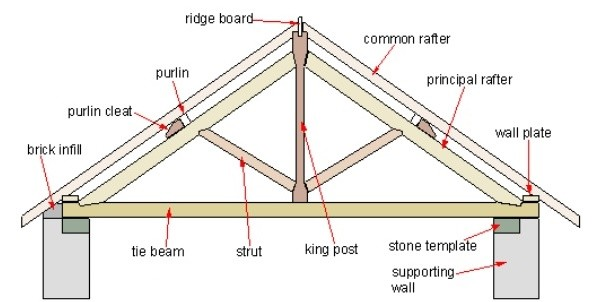 ridge board
common rafter
purlin
principal rafter
purlin cleat
wall plate
brick infill
tie beam
strut
king post
stone template
supporting
wall